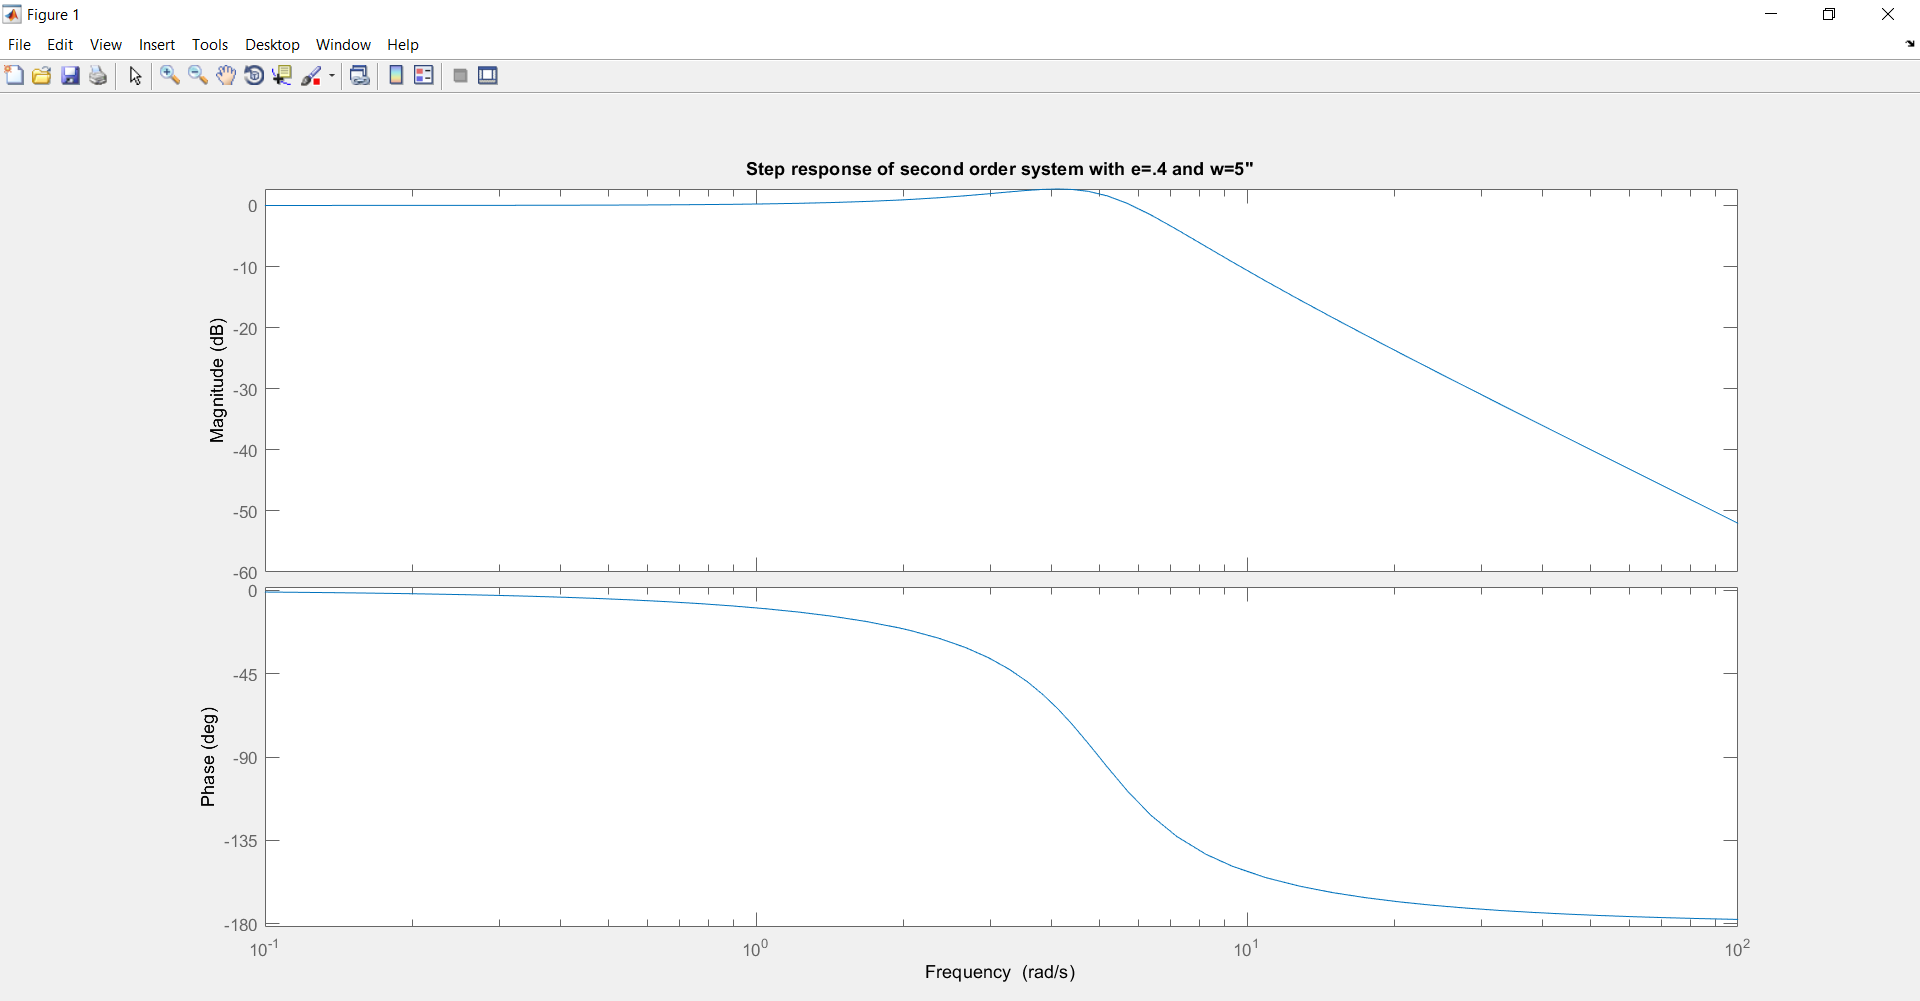 Figure 1
File Edit View Insert Tools Desktop Window Help
Step response of second order system with e=.4 and w=5"
0
-10
-20
-30
-40
-50
-60
Magnitude (dB)
0
-45
-90
-135
-180
Phase (deg)
10^-1 10^0 10^1 10^2
Frequency (rad/s)